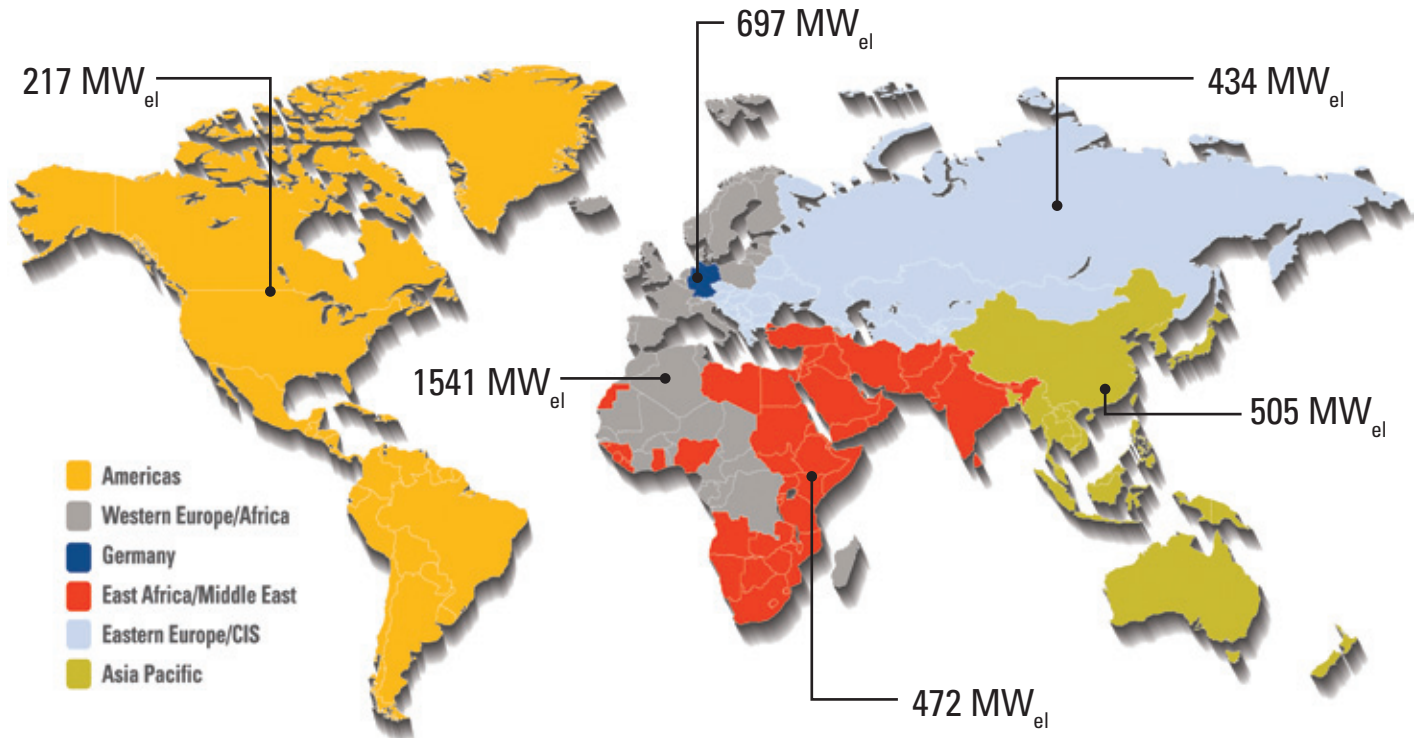 697 MWel
217 MWel
434 MWel
1541 MWel
505 MWel
Americas
Western Europe/Africa
Germany
East Africa/Middle East
Eastern Europe/CIS
Asia Pacific
472 MWel